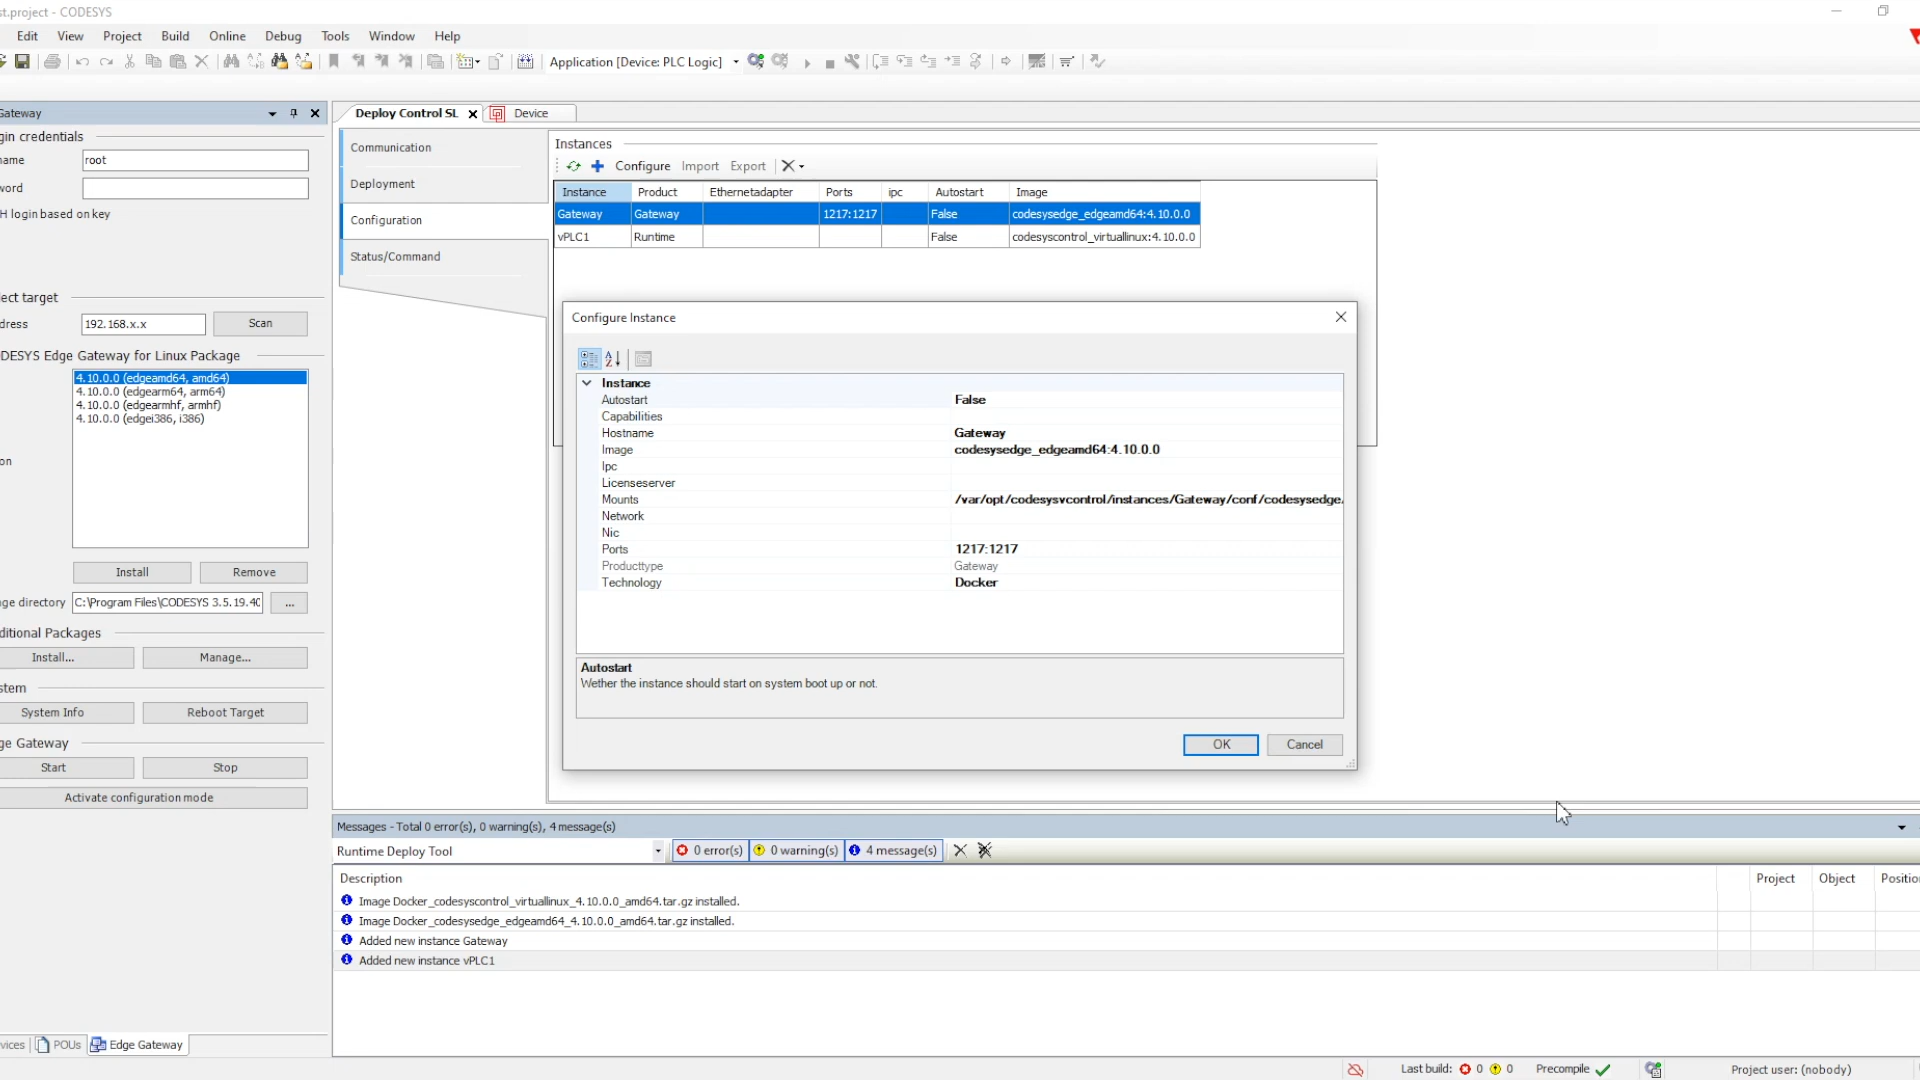 st.project - CODESYS
Edit View Project Build Online Debug Tools Window Help
Application [Device: PLC Logic]
Gateway
gin credentials
name root
word
H login based on key
ect target
dress 192.168.x.x Scan
DESYS Edge Gateway for Linux Package
4.10.0.0 (edgeamd64, amd64)
4.10.0.0 (edgearm64, arm64)
4.10.0.0 (edgearmhf, armhf)
4.10.0.0 (edgei386, i386)
on
Install Remove
ge directory C:\Program Files\CODESYS 3.5.19.40 ...
ditional Packages
Install... Manage...
stem
System Info Reboot Target
ge Gateway
Start Stop
Activate configuration mode
vices POUs Edge Gateway
Deploy Control SL Device
Communication
Deployment
Configuration
Status/Command
Instances
Configure Import Export
Instance Product Ethernetadapter Ports ipc Autostart Image
Gateway Gateway 1217:1217 False codesysedge_edgeamd64:4.10.0.0
vPLC1 Runtime False codesyscontrol_virtuallinux:4.10.0.0
Configure Instance
Instance
Autostart False
Capabilities
Hostname Gateway
Image codesysedge_edgeamd64:4.10.0.0
Ipc
Licenseserver
Mounts /var/opt/codesysvcontrol/instances/Gateway/conf/codesysedge.
Network
Nic
Ports 1217:1217
Producttype Gateway
Technology Docker
Autostart
Wether the instance should start on system boot up or not.
OK Cancel
Messages - Total 0 error(s), 0 warning(s), 4 message(s)
Runtime Deploy Tool 0 error(s) 0 warning(s) 4 message(s)
Description Project Object Positio
Image Docker_codesyscontrol_virtuallinux_4.10.0.0_amd64.tar.gz installed.
Image Docker_codesysedge_edgeamd64_4.10.0.0_amd64.tar.gz installed.
Added new instance Gateway
Added new instance vPLC1
Last build: 0 0 Precompile Project user: (nobody)